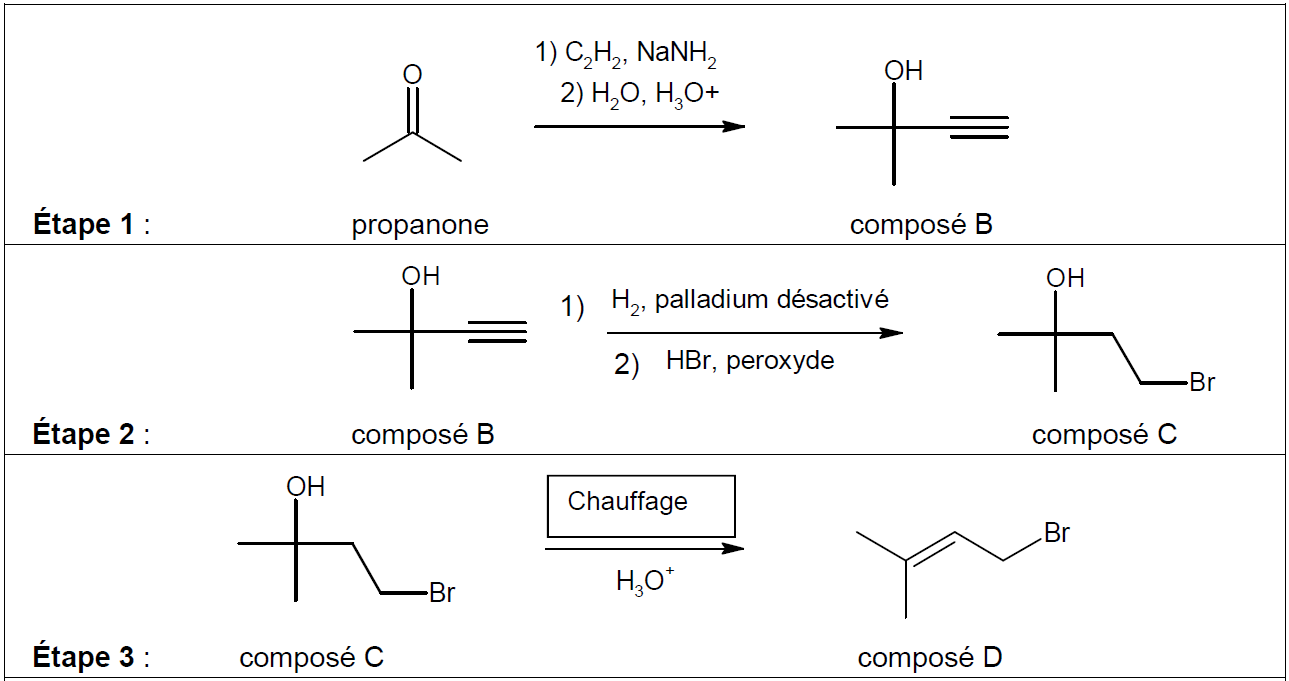 1) C₂H₂, NaNH₂
2) H₂O, H₃O+
O
OH
Étape 1 :
propanone
composé B
OH
1) H₂, palladium désactivé
2) HBr, peroxyde
OH
Br
Étape 2 :
composé B
composé C
OH
Br
Chauffage
H₃O⁺
Br
Étape 3 :
composé C
composé D